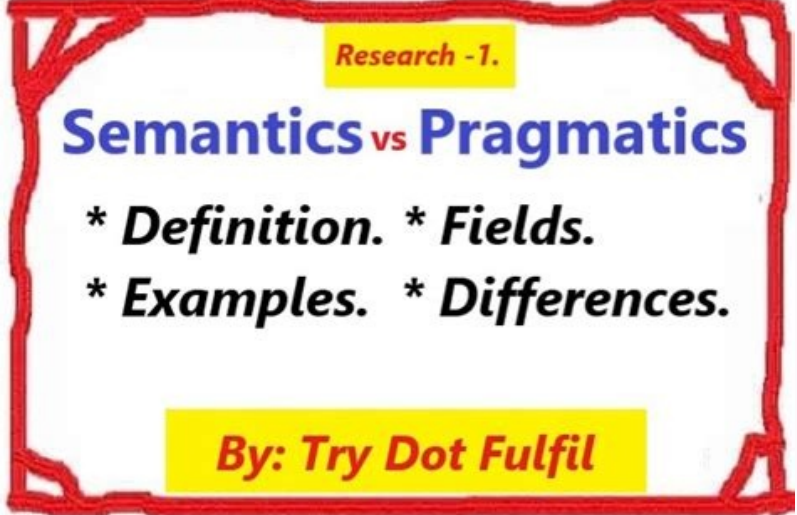 Research -1.
Semantics vs Pragmatics
* Definition. * Fields.
* Examples. * Differences.
By: Try Dot Fulfil